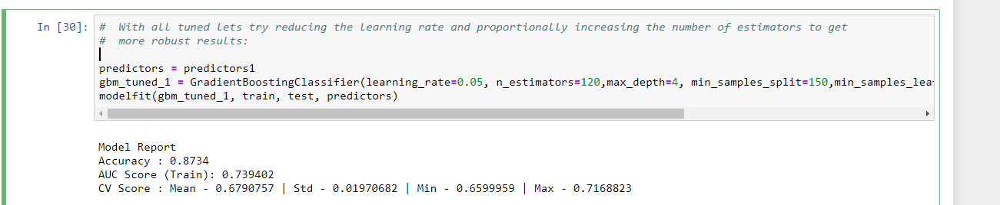 In [30]: #  With all tuned lets try reducing the learning rate and proportionally increasing the number of estimators to get
#  more robust results:
predictors = predictors1
gbm_tuned_1 = GradientBoostingClassifier(learning_rate=0.05, n_estimators=120,max_depth=4, min_samples_split=150,min_samples_lea
modelfit(gbm_tuned_1, train, test, predictors)
Model Report
Accuracy : 0.8734
AUC Score (Train): 0.739402
CV Score : Mean - 0.6790757 | Std - 0.01970682 | Min - 0.6599959 | Max - 0.7168823